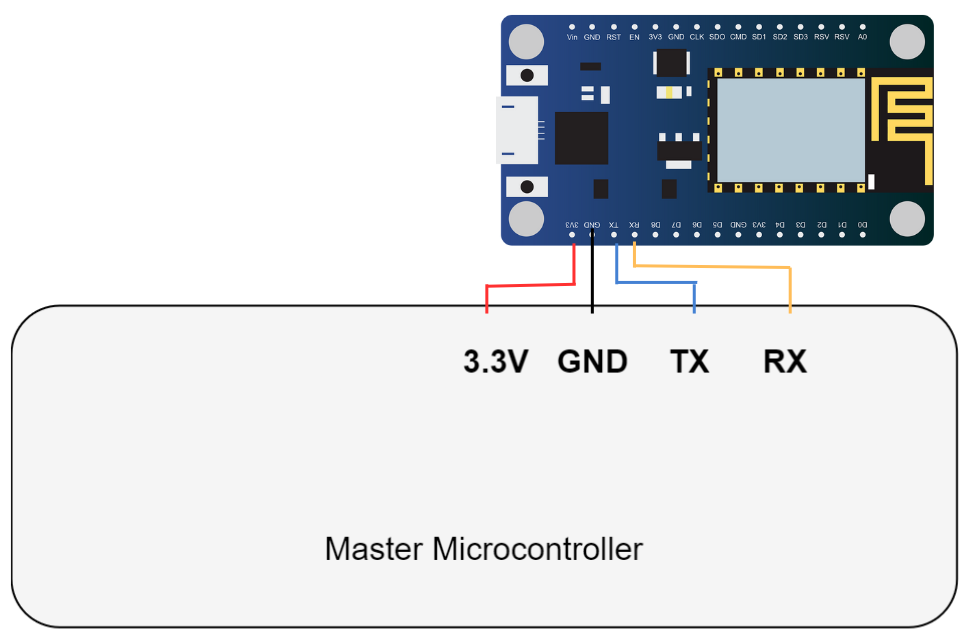 Vin GND RST EN 3V3 GND CLK SDO CMD SD1 SD2 SD3 RSV RSV A0
3V3 GND TX RX D8 D7 D6 D5 GND 3V3 D4 D3 D2 D1 D0
3.3V GND TX RX
Master Microcontroller